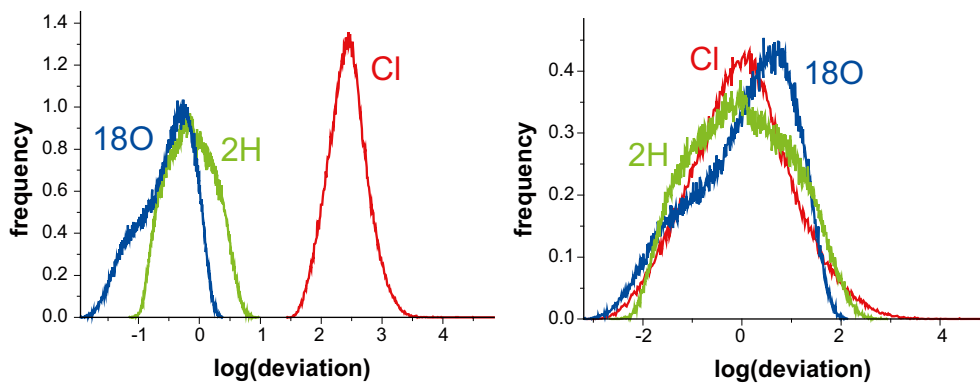 1.4
1.2
1.0
0.8
0.6
0.4
0.2
0.0
frequency
18O
2H
Cl
-1 0 1 2 3 4
log(deviation)
0.4
0.3
0.2
0.1
0.0
frequency
Cl
18O
2H
-2 0 2 4
log(deviation)